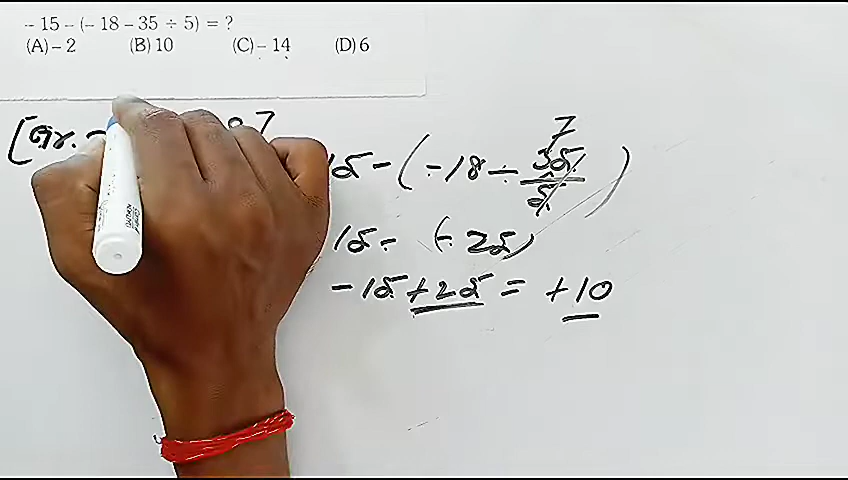 - 15 - (- 18 - 35 ÷ 5) = ?
(A) - 2 (B) 10 (C) - 14 (D) 6
7
15 - (-18 - 35/5)
15 - (- 25)
-15 + 25 = +10